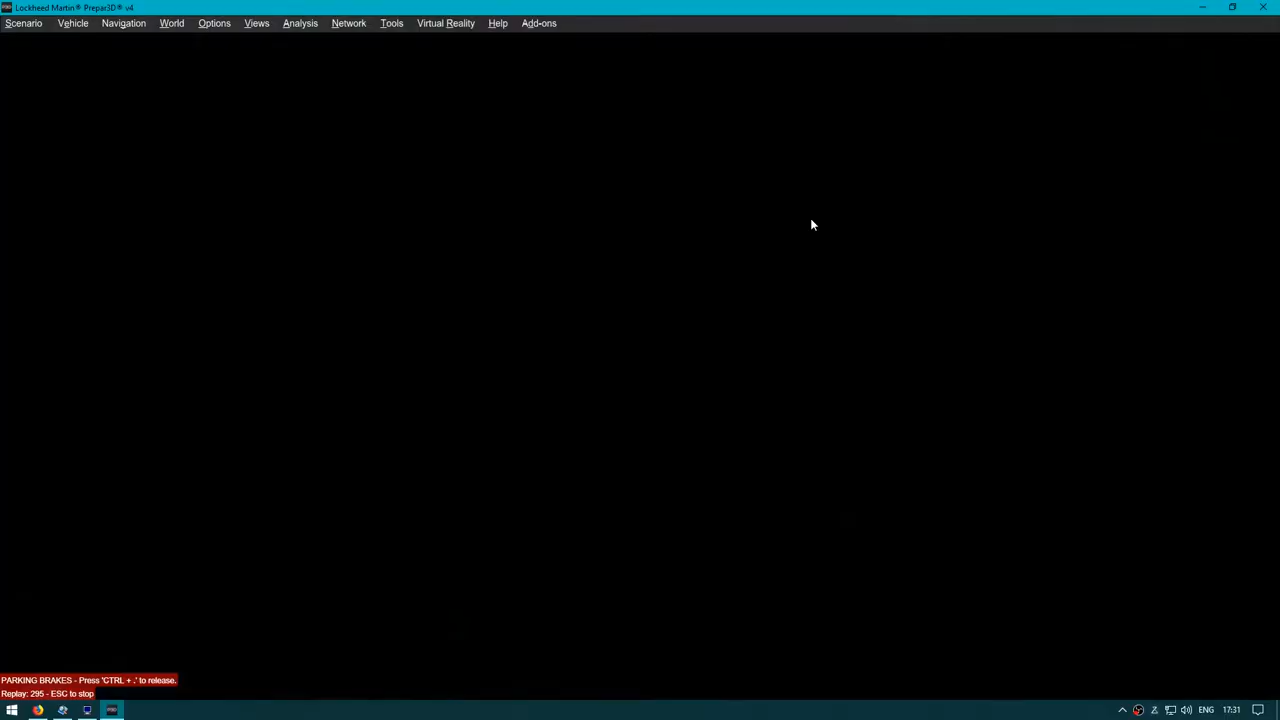 Lockheed Martin® Prepar3D® v4
Scenario Vehicle Navigation World Options Views Analysis Network Tools Virtual Reality Help Add-ons
PARKING BRAKES - Press 'CTRL + .' to release.
Replay: 295 - ESC to stop
ENG 17:31